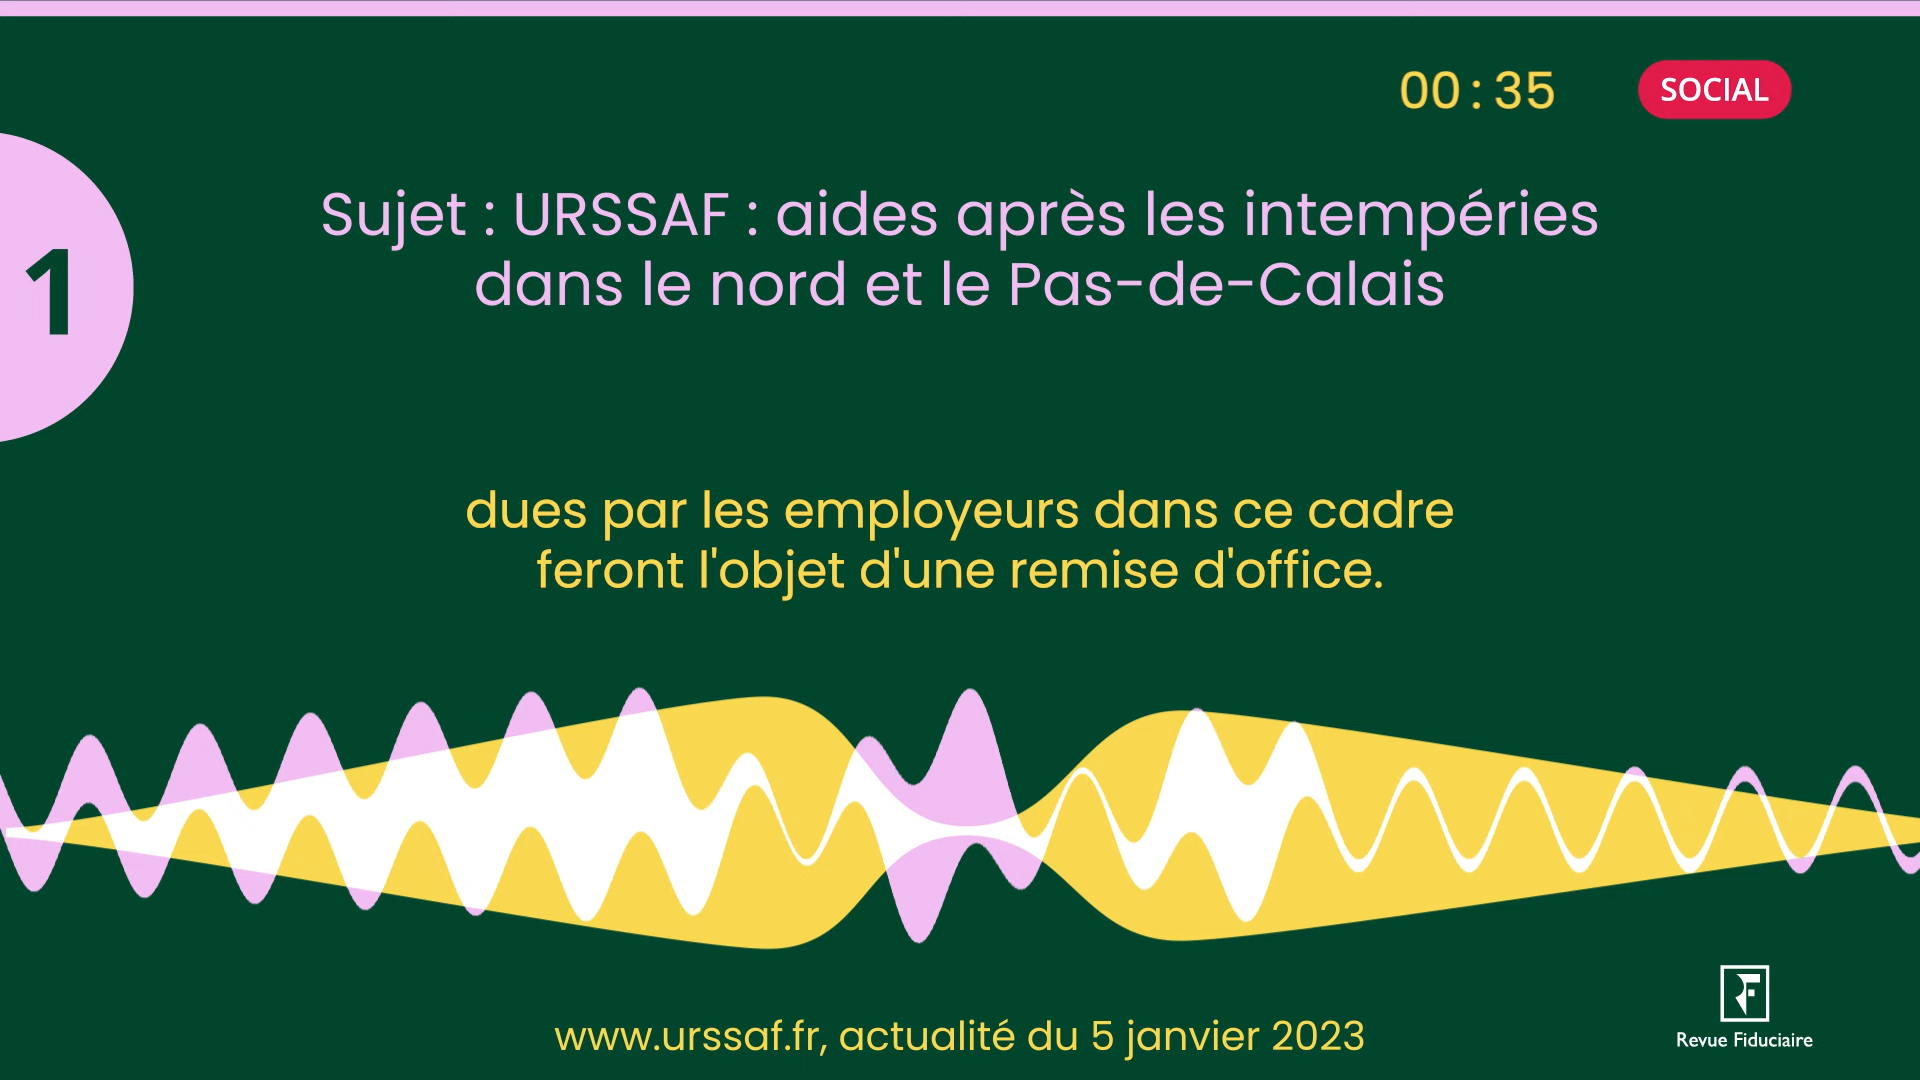 00:35
SOCIAL
1
Sujet : URSSAF : aides après les intempéries
dans le nord et le Pas-de-Calais
dues par les employeurs dans ce cadre
feront l'objet d'une remise d'office.
www.urssaf.fr, actualité du 5 janvier 2023
RF
Revue Fiduciaire